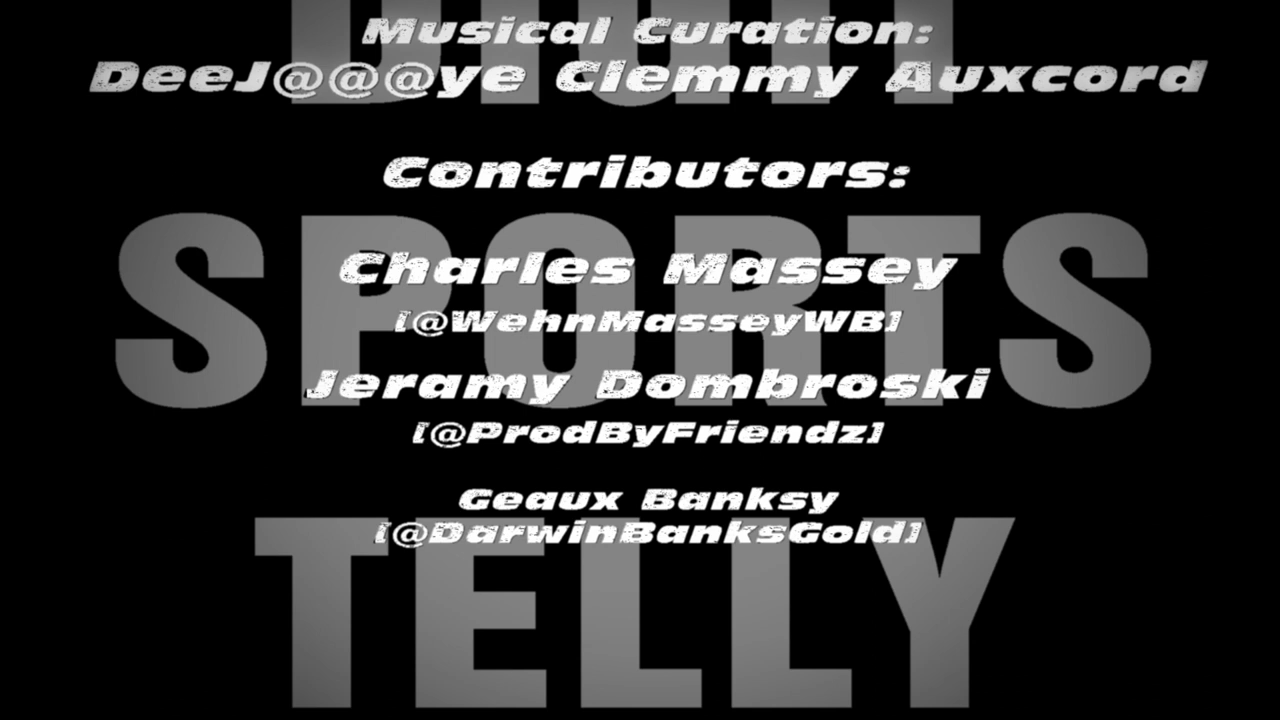 Musical Curation:
DeeJ@@@ye Clemmy Auxcord
Contributors:
SPORTS
Charles Massey
[@WehnMasseyWB]
Jeramy Dombroski
[@ProdByFriendz]
Geaux Banksy
[@DarwinBanksGold]
TELLY